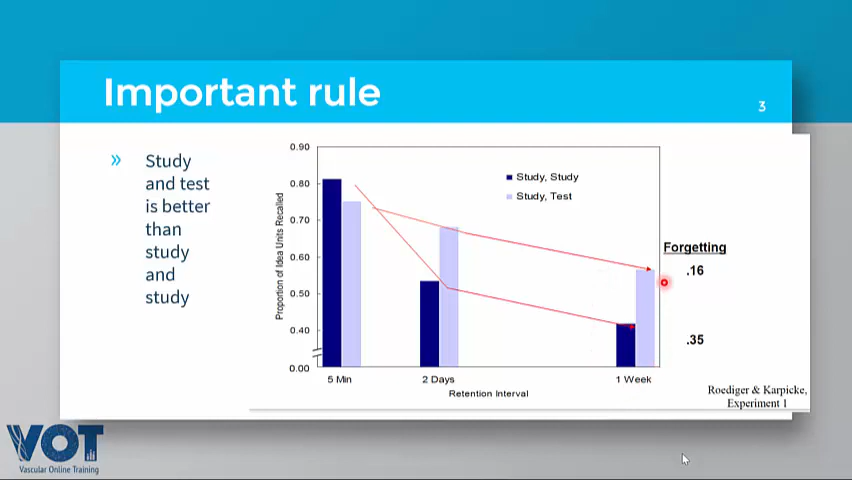 Important rule
3
»
Study
and test
is better
than
study
and
study
0.90
0.80
0.70
0.60
0.50
0.40
0.00
Proportion of Idea Units Recalled
Study, Study
Study, Test
5 Min
2 Days
1 Week
Retention Interval
Forgetting
.16
.35
Roediger & Karpicke,
Experiment 1
VOT
Vascular Online Training